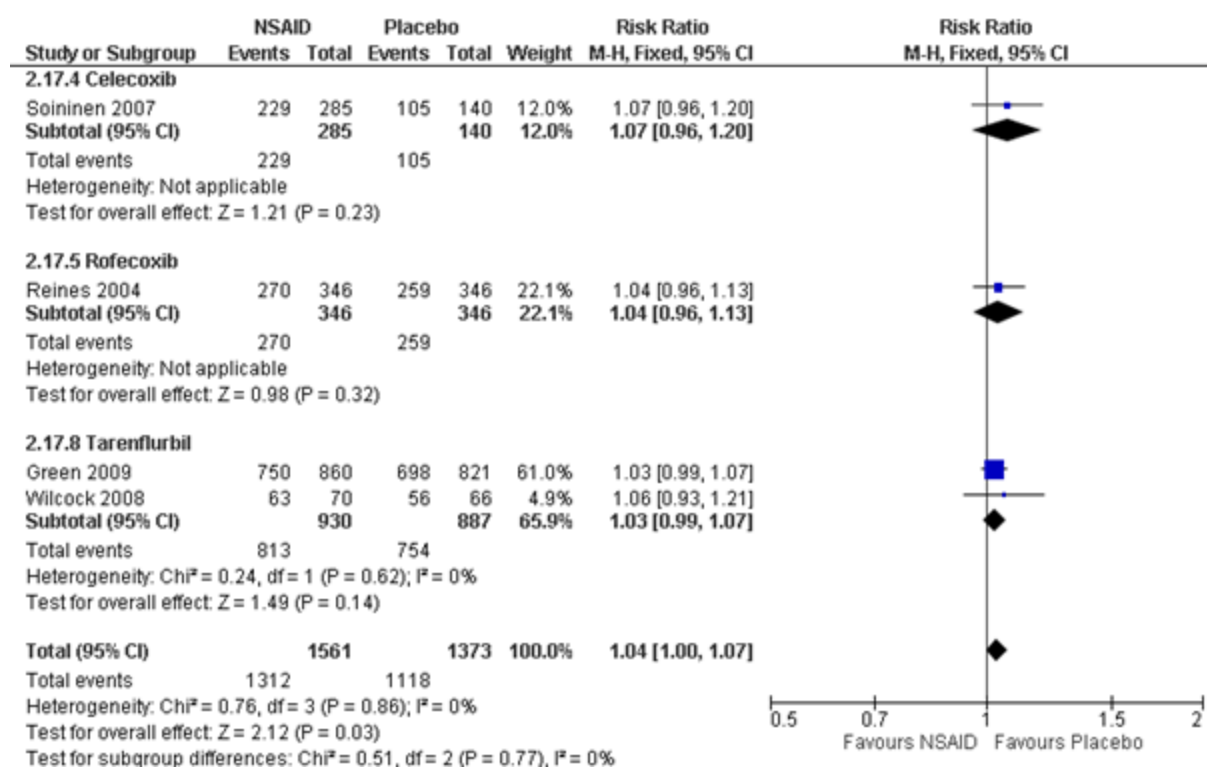 NSAID Placebo Risk Ratio Risk Ratio
Study or Subgroup Events Total Events Total Weight M-H, Fixed, 95% CI M-H, Fixed, 95% CI
2.17.4 Celecoxib
Soininen 2007 229 285 105 140 12.0% 1.07 [0.96, 1.20]
Subtotal (95% CI) 285 140 12.0% 1.07 [0.96, 1.20]
Total events 229 105
Heterogeneity: Not applicable
Test for overall effect: Z = 1.21 (P = 0.23)
2.17.5 Rofecoxib
Reines 2004 270 346 259 346 22.1% 1.04 [0.96, 1.13]
Subtotal (95% CI) 346 346 22.1% 1.04 [0.96, 1.13]
Total events 270 259
Heterogeneity: Not applicable
Test for overall effect: Z = 0.98 (P = 0.32)
2.17.8 Tarenflurbil
Green 2009 750 860 698 821 61.0% 1.03 [0.99, 1.07]
Wilcock 2008 63 70 56 66 4.9% 1.06 [0.93, 1.21]
Subtotal (95% CI) 930 887 65.9% 1.03 [0.99, 1.07]
Total events 813 754
Heterogeneity: Chi² = 0.24, df = 1 (P = 0.62); I² = 0%
Test for overall effect: Z = 1.49 (P = 0.14)
Total (95% CI) 1561 1373 100.0% 1.04 [1.00, 1.07]
Total events 1312 1118
Heterogeneity: Chi² = 0.76, df = 3 (P = 0.86); I² = 0%
Test for overall effect: Z = 2.12 (P = 0.03)
Test for subgroup differences: Chi² = 0.51, df = 2 (P = 0.77), I² = 0%
0.5 0.7 1 1.5 2
Favours NSAID Favours Placebo